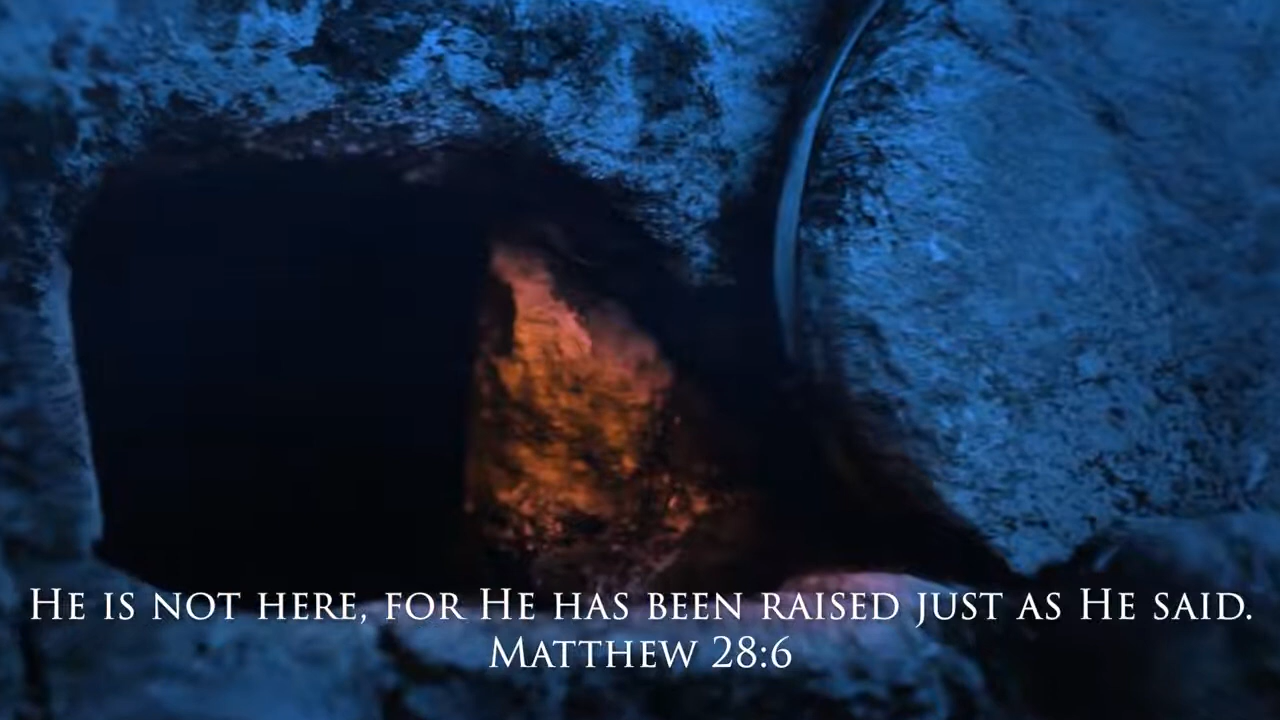 He is not here, for He has been raised just as He said.
Matthew 28:6